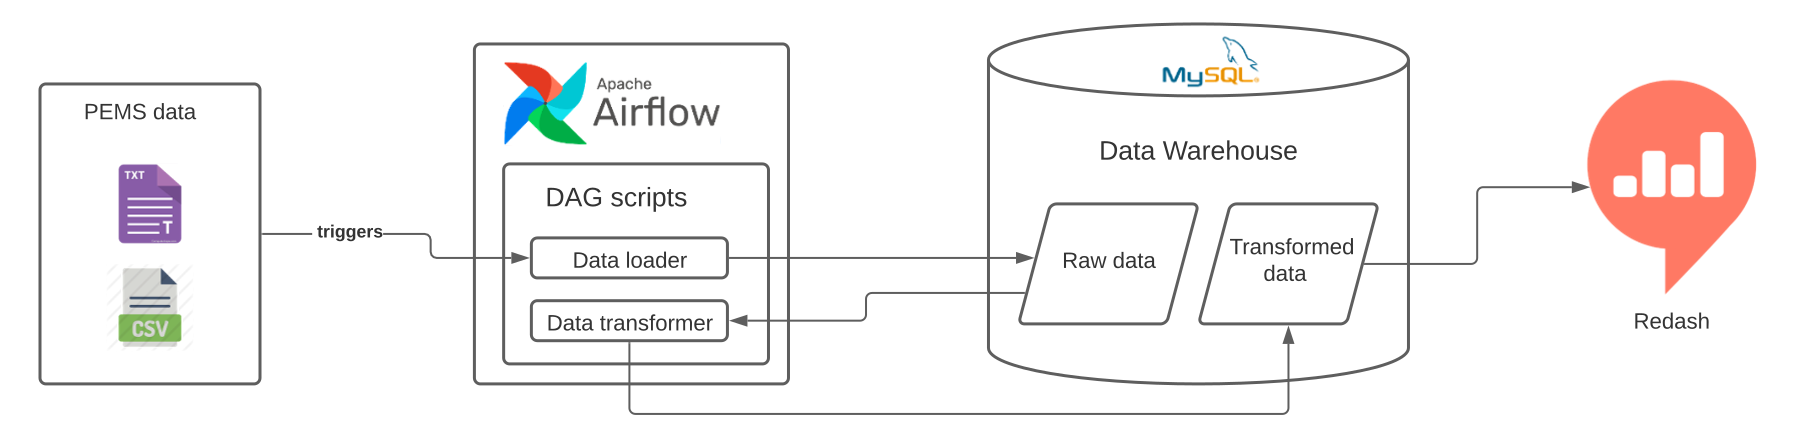 PEMS data
TXT
T
CSV
triggers
Apache
Airflow
DAG scripts
Data loader
Data transformer
MySQL
Data Warehouse
Raw data
Transformed
data
Redash